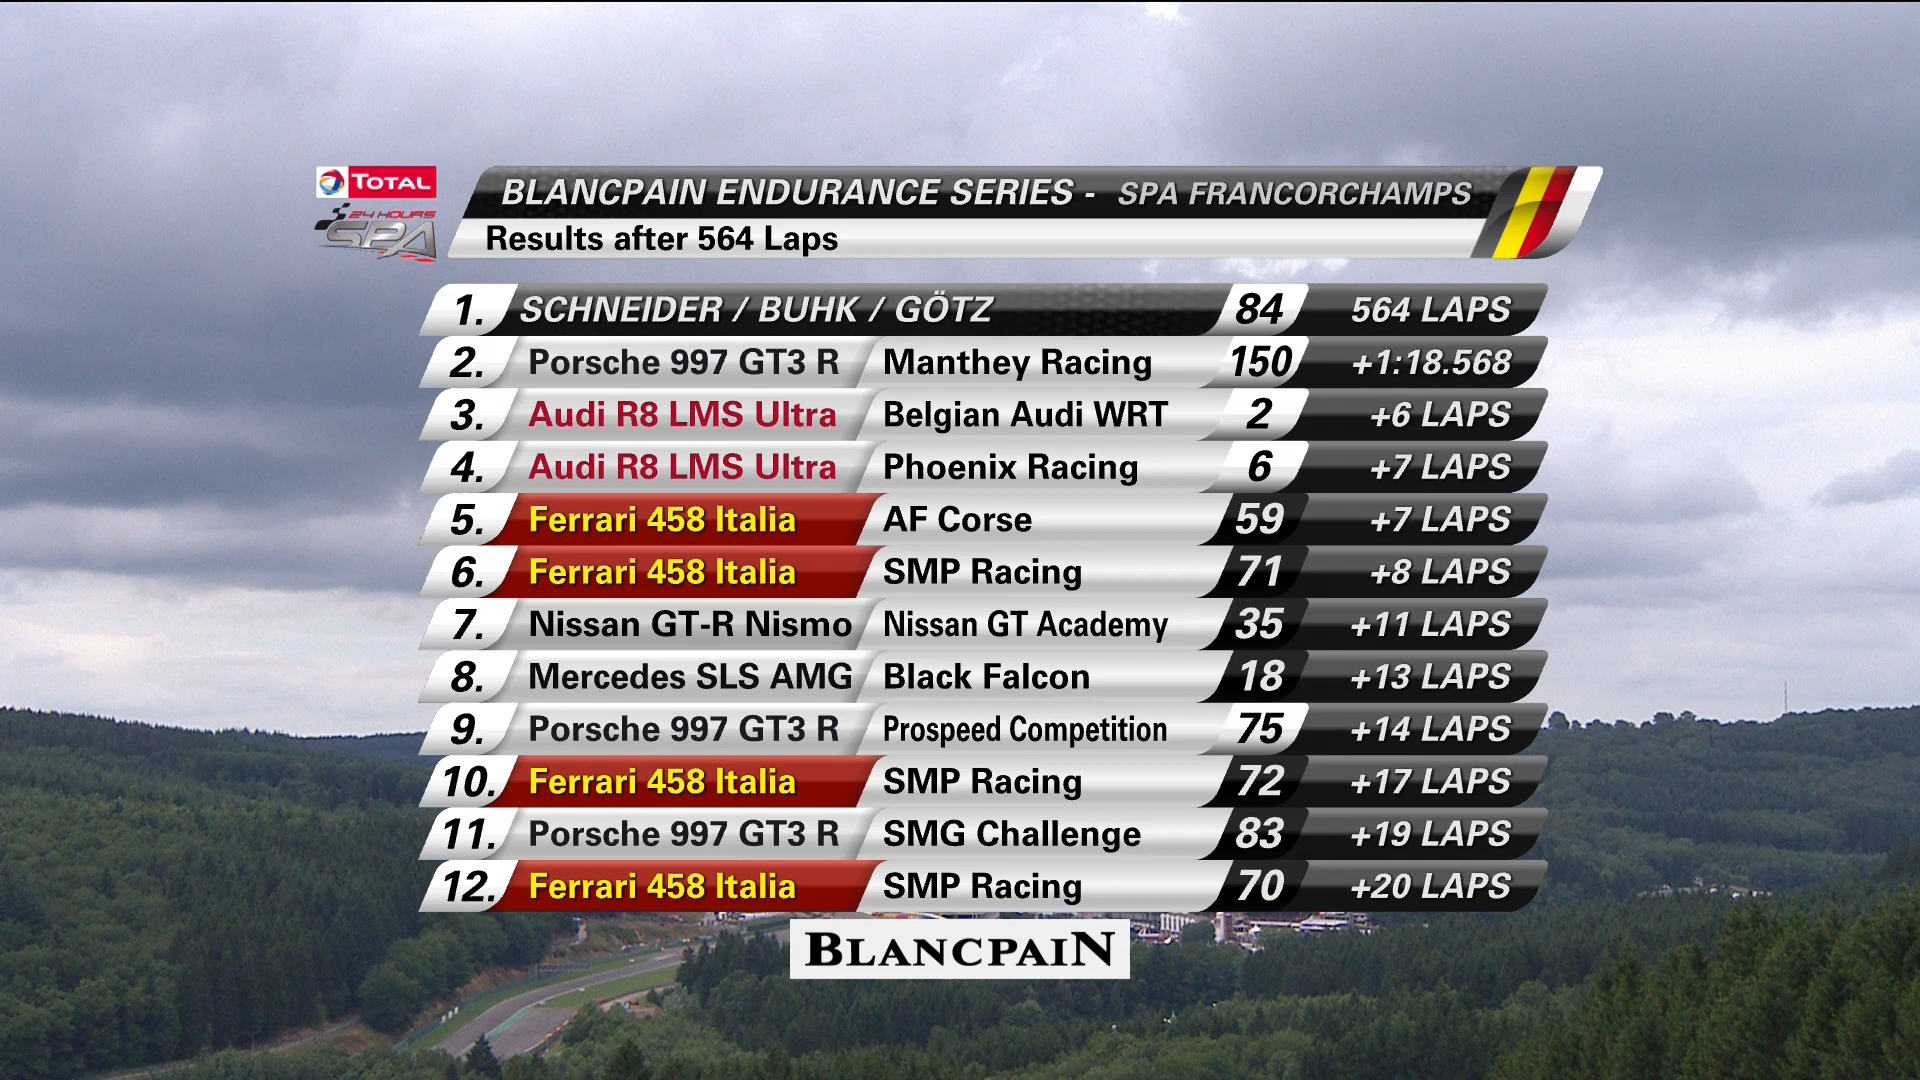 TOTAL
24 HOURS
SPA
BLANCPAIN ENDURANCE SERIES - SPA FRANCORCHAMPS
Results after 564 Laps
1. SCHNEIDER / BUHK / GÖTZ 84 564 LAPS
2. Porsche 997 GT3 R Manthey Racing 150 +1:18.568
3. Audi R8 LMS Ultra Belgian Audi WRT 2 +6 LAPS
4. Audi R8 LMS Ultra Phoenix Racing 6 +7 LAPS
5. Ferrari 458 Italia AF Corse 59 +7 LAPS
6. Ferrari 458 Italia SMP Racing 71 +8 LAPS
7. Nissan GT-R Nismo Nissan GT Academy 35 +11 LAPS
8. Mercedes SLS AMG Black Falcon 18 +13 LAPS
9. Porsche 997 GT3 R Prospeed Competition 75 +14 LAPS
10. Ferrari 458 Italia SMP Racing 72 +17 LAPS
11. Porsche 997 GT3 R SMG Challenge 83 +19 LAPS
12. Ferrari 458 Italia SMP Racing 70 +20 LAPS
BLANCPAIN